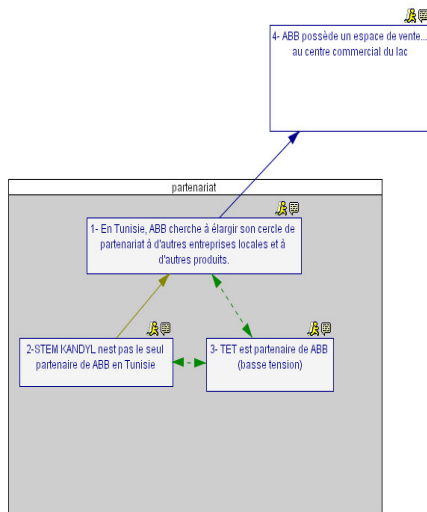 4- ABB possède un espace de vente...
au centre commercial du lac
partenariat
1- En Tunisie, ABB cherche à élargir son cercle de
partenariat à d'autres entreprises locales et à
d'autres produits.
2-STEM KANDYL nest pas le seul
partenaire de ABB en Tunisie
3- TET est partenaire de ABB
(basse tension)